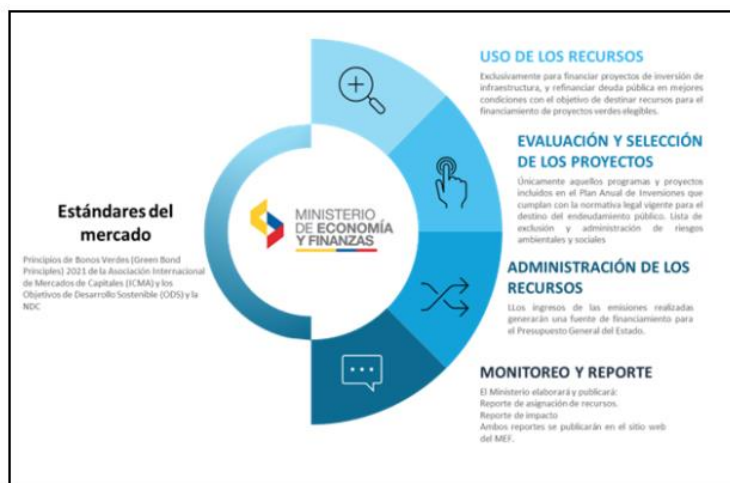 USO DE LOS RECURSOS
Exclusivamente para financiar proyectos de inversión de
infraestructura, y refinanciar deuda pública en mejores
condiciones con el objetivo de destinar recursos para el
financiamiento de proyectos verdes elegibles.
EVALUACIÓN Y SELECCIÓN
DE LOS PROYECTOS
Únicamente aquellos programas y proyectos
incluidos en el Plan Anual de Inversiones que
cumplan con la normativa legal vigente para el
destino del endeudamiento público. Lista de
exclusión y administración de riesgos
ambientales y sociales
Estándares del
mercado
Principios de Bonos Verdes (Green Bond
Principles) 2021 de la Asociación Internacional
de Mercados de Capitales (ICMA) y los
Objetivos de Desarrollo Sostenible (ODS) y la
NDC
MINISTERIO
DE ECONOMÍA
Y FINANZAS
ADMINISTRACIÓN DE LOS
RECURSOS
LLos ingresos de las emisiones realizadas
generarán una fuente de financiamiento para
el Presupuesto General del Estado.
MONITOREO Y REPORTE
El Ministerio elaborará y publicará:
Reporte de asignación de recursos.
Reporte de impacto
Ambos reportes se publicarán en el sitio web
del MEF.